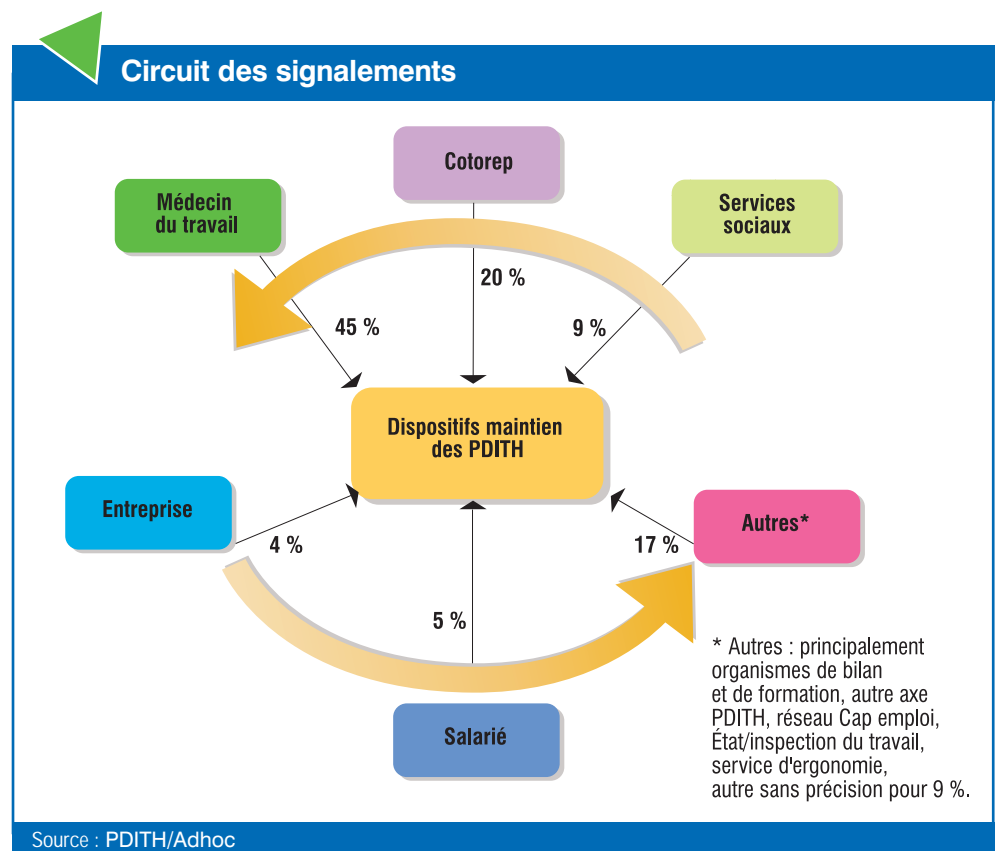 Circuit des signalements
Cotorep
Médecin
du travail
Services
sociaux
20 %
45 %
9 %
Dispositifs maintien
des PDITH
Entreprise
Autres*
4 %
17 %
5 %
Salarié
* Autres : principalement
organismes de bilan
et de formation, autre axe
PDITH, réseau Cap emploi,
État/inspection du travail,
service d'ergonomie,
autre sans précision pour 9 %.
Source : PDITH/Adhoc